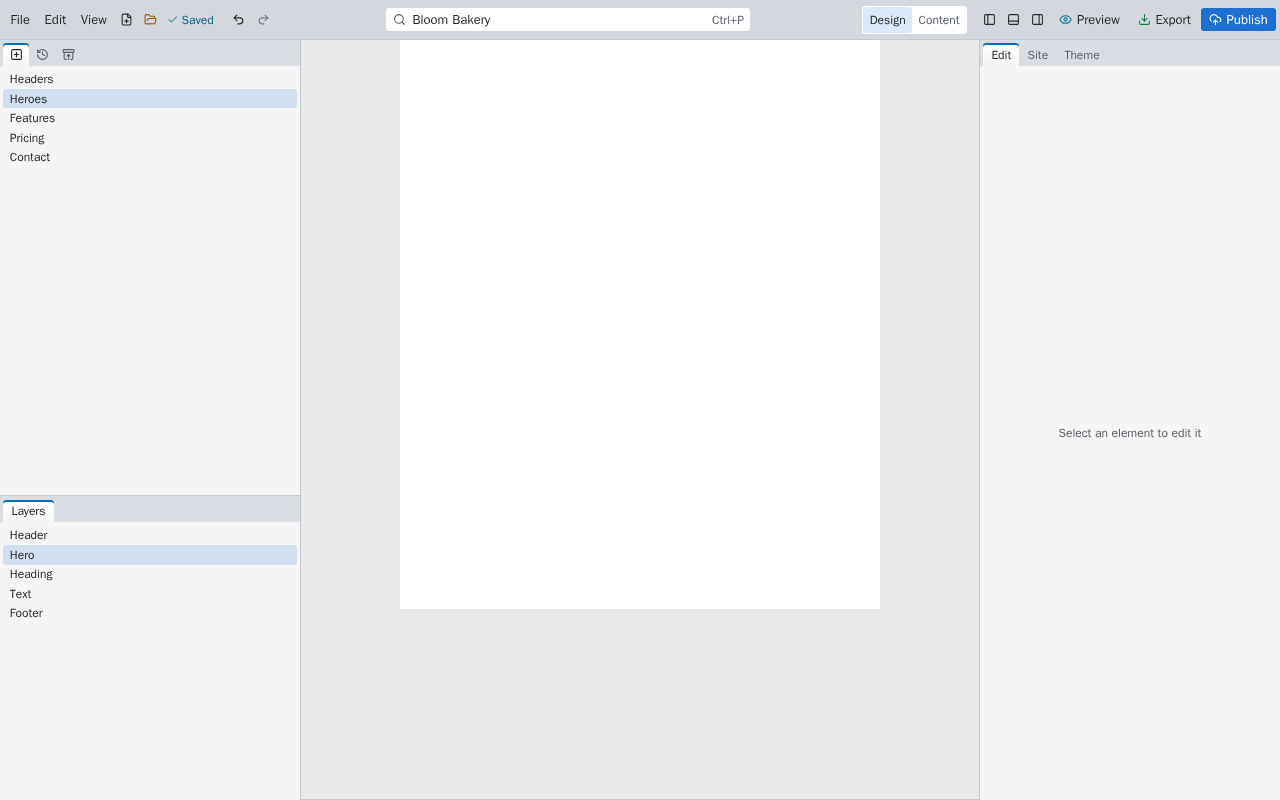 File Edit View Saved Bloom Bakery Ctrl+P Design Content Preview Export Publish
Headers
Heroes
Features
Pricing
Contact
Layers
Header
Hero
Heading
Text
Footer
Edit Site Theme
Select an element to edit it